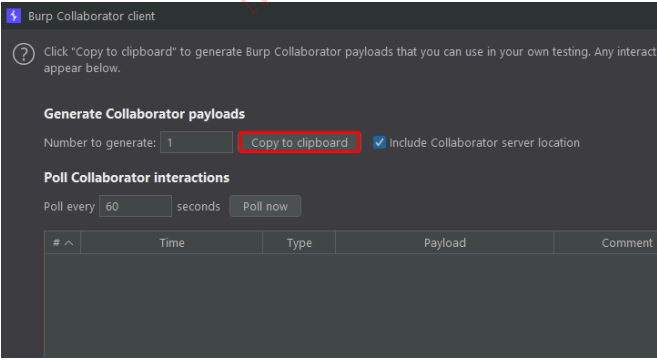 Burp Collaborator client
Click "Copy to clipboard" to generate Burp Collaborator payloads that you can use in your own testing. Any interact
appear below.
Generate Collaborator payloads
Number to generate: 1 Copy to clipboard Include Collaborator server location
Poll Collaborator interactions
Poll every 60 seconds Poll now
# Time Type Payload Comment